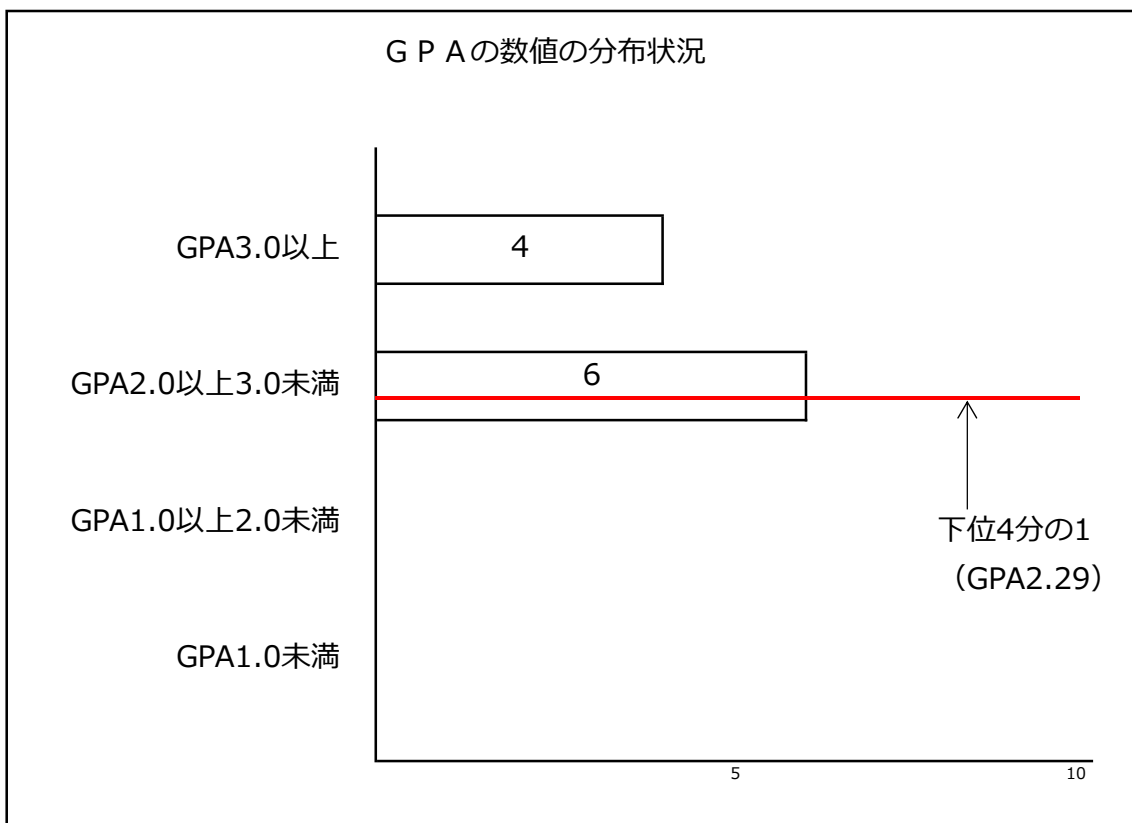 ＧＰＡの数値の分布状況
GPA3.0以上
4
GPA2.0以上3.0未満
6
GPA1.0以上2.0未満
下位4分の1
（GPA2.29）
GPA1.0未満
5
10